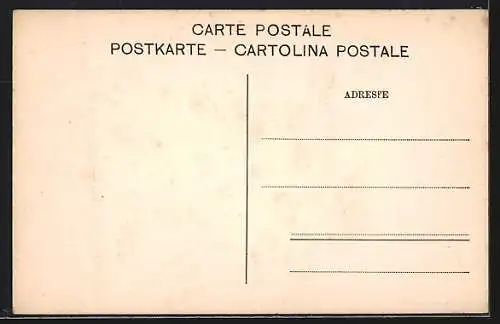 CARTE POSTALE
POSTKARTE — CARTOLINA POSTALE
ADRESSE